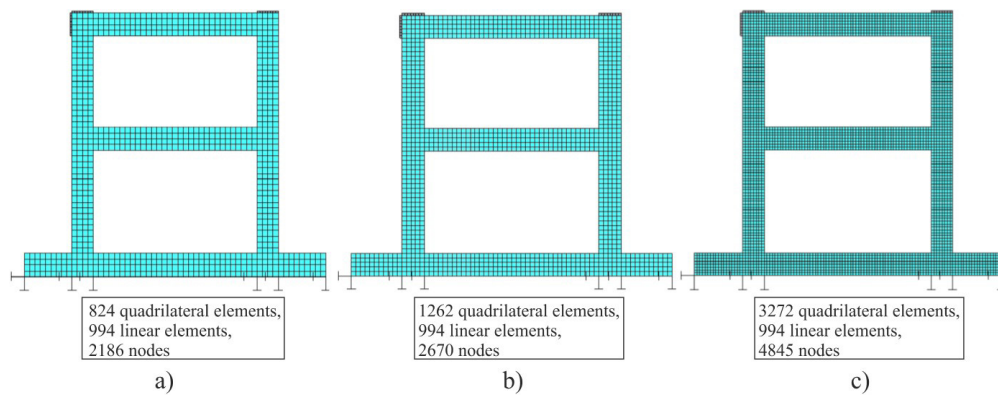 824 quadrilateral elements,
994 linear elements,
2186 nodes
a)
1262 quadrilateral elements,
994 linear elements,
2670 nodes
b)
3272 quadrilateral elements,
994 linear elements,
4845 nodes
c)